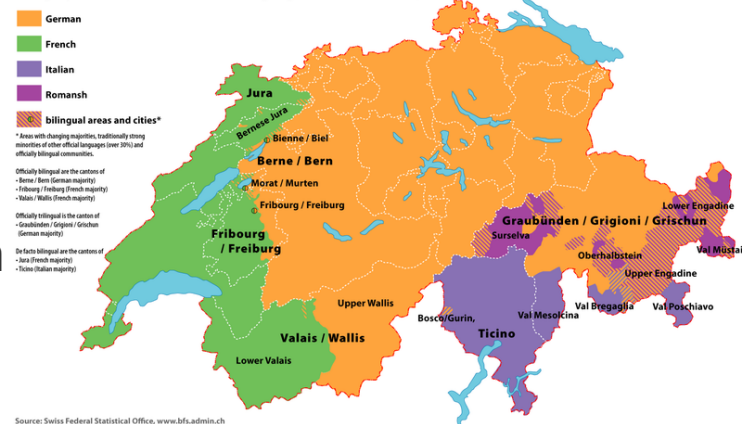 German
French
Italian
Romansh
bilingual areas and cities*
* Areas with changing majorities, traditionally strong
minorities of other official languages (over 30%) and
officially bilingual communities.
Officially bilingual are the cantons of
• Berne / Bern (German majority)
• Fribourg / Freiburg (French majority)
• Valais / Wallis (French majority)
Officially trilingual is the canton of
• Graubünden / Grigioni / Grischun
(German majority)
De facto bilingual are the cantons of
• Jura (French majority)
• Ticino (Italian majority)
Jura
Bernese Jura
Bienne / Biel
Berne / Bern
Morat / Murten
Fribourg / Freiburg
Fribourg
/ Freiburg
Lower Engadine
Graubünden / Grigioni / Grischun
Surselva
Val Müstair
Oberhalbstein
Upper Engadine
Upper Wallis
Val Bregaglia
Val Poschiavo
Bosco/Gurin,
Val Mesolcina
Ticino
Valais / Wallis
Lower Valais
Source: Swiss Federal Statistical Office, www.bfs.admin.ch